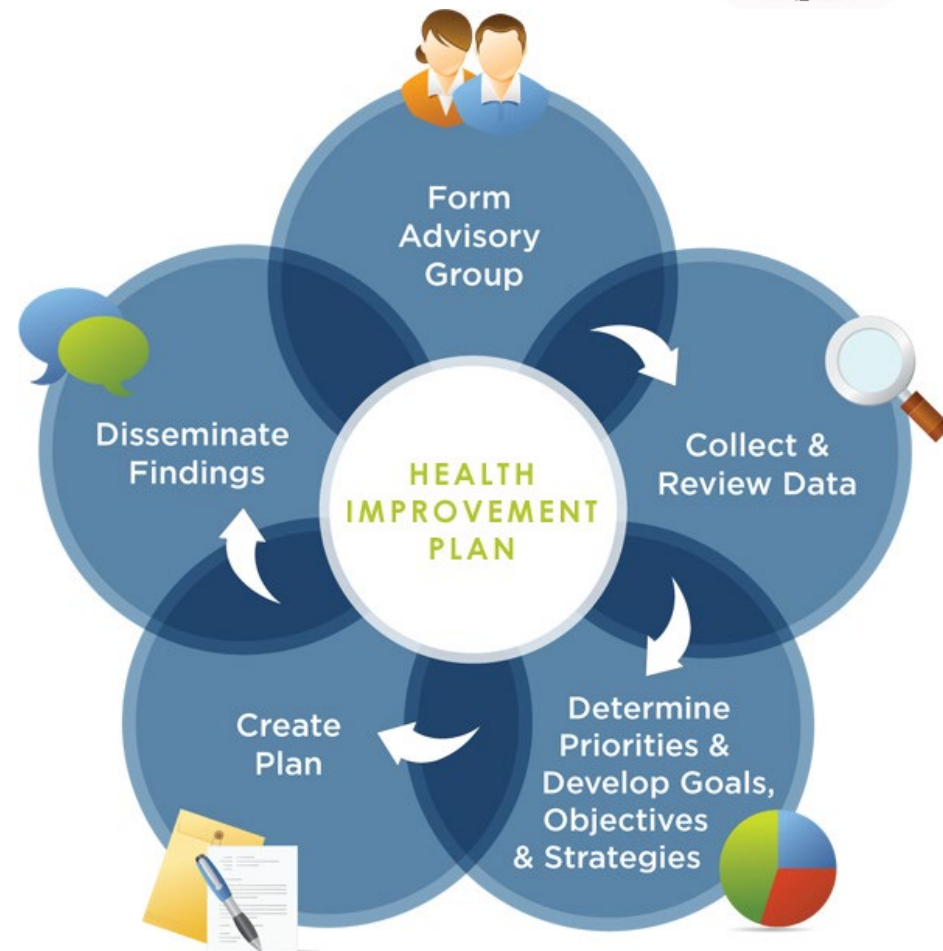 Form
Advisory
Group
Collect &
Review Data
Determine
Priorities &
Develop Goals,
Objectives
& Strategies
Create
Plan
Disseminate
Findings
HEALTH
IMPROVEMENT
PLAN